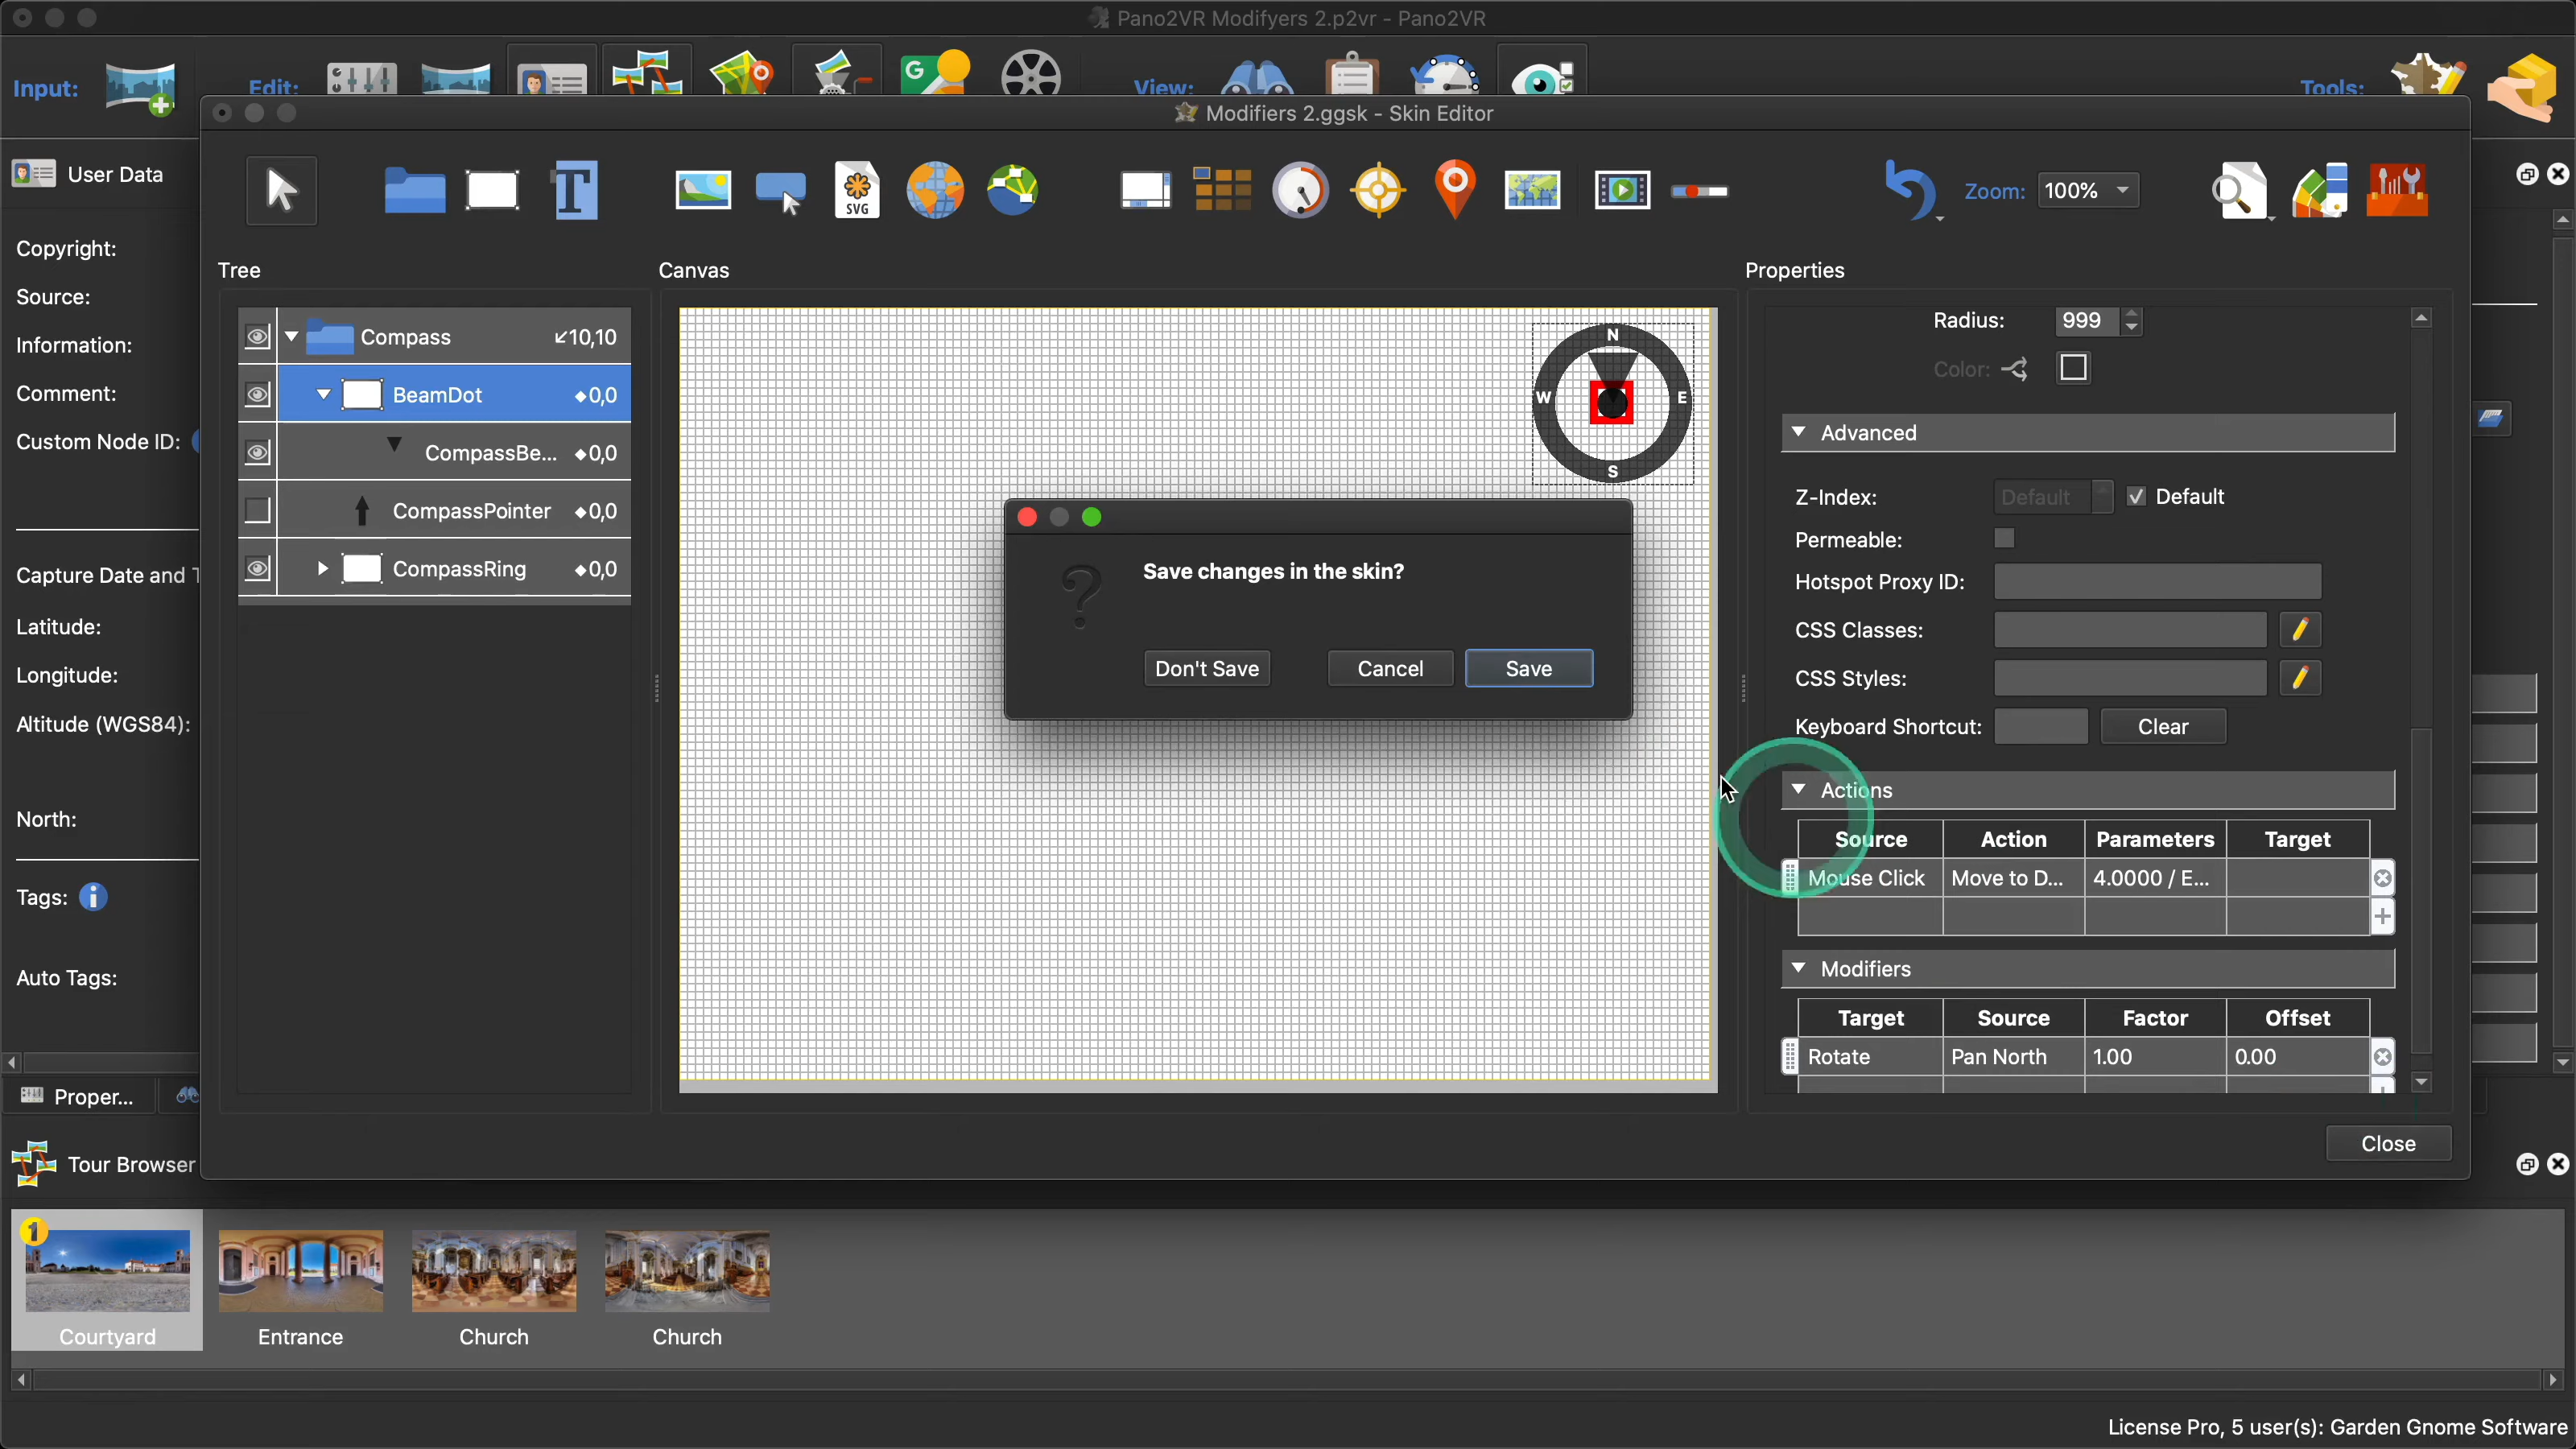 Pano2VR Modifyers 2.p2vr - Pano2VR
Input:
Edit:
G
View:
Tools:
Modifiers 2.ggsk - Skin Editor
User Data
T
SVG
Zoom: 100%
Copyright:
Source:
Information:
Comment:
Custom Node ID:
Capture Date and T
Latitude:
Longitude:
Altitude (WGS84):
North:
Tags:
Auto Tags:
Proper...
Tree
Compass 10,10
BeamDot 0,0
CompassBe... 0,0
CompassPointer 0,0
CompassRing 0,0
Canvas
N
W E
S
Save changes in the skin?
Don't Save Cancel Save
Properties
Radius: 999
Color:
Advanced
Z-Index: Default Default
Permeable:
Hotspot Proxy ID:
CSS Classes:
CSS Styles:
Keyboard Shortcut: Clear
Actions
Source Action Parameters Target
Mouse Click Move to D... 4.0000 / E...
Modifiers
Target Source Factor Offset
Rotate Pan North 1.00 0.00
Close
Tour Browser
1
Courtyard Entrance Church Church
License Pro, 5 user(s): Garden Gnome Software